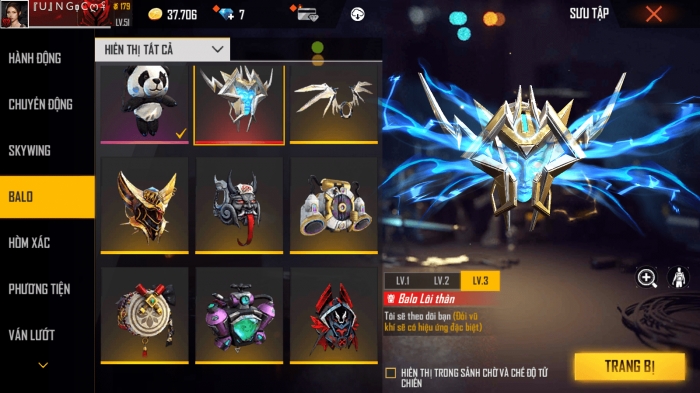 『U』NGọCɱʂ
179
LV.51
37.706
7
SƯU TẬP
HÀNH ĐỘNG
CHUYỂN ĐỘNG
SKYWING
BALO
HÒM XÁC
PHƯƠNG TIỆN
VÁN LƯỚT
HIỂN THỊ TẤT CẢ
LV.1
LV.2
LV.3
Balo Lôi thần
Tôi sẽ theo dõi bạn (Đôi vũ
khí sẽ có hiệu ứng đặc biệt)
HIỂN THỊ TRONG SẢNH CHỜ VÀ CHẾ ĐỘ TỬ
CHIẾN
TRANG BỊ